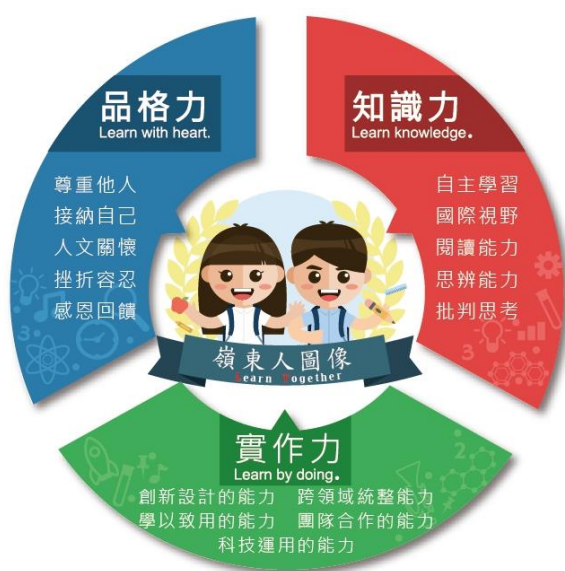 品格力
Learn with heart.
尊重他人
接納自己
人文關懷
挫折容忍
感恩回饋
知識力
Learn knowledge.
自主學習
國際視野
閱讀能力
思辨能力
批判思考
嶺東人圖像
Learn Together
實作力
Learn by doing.
創新設計的能力 跨領域統整能力
學以致用的能力 團隊合作的能力
科技運用的能力